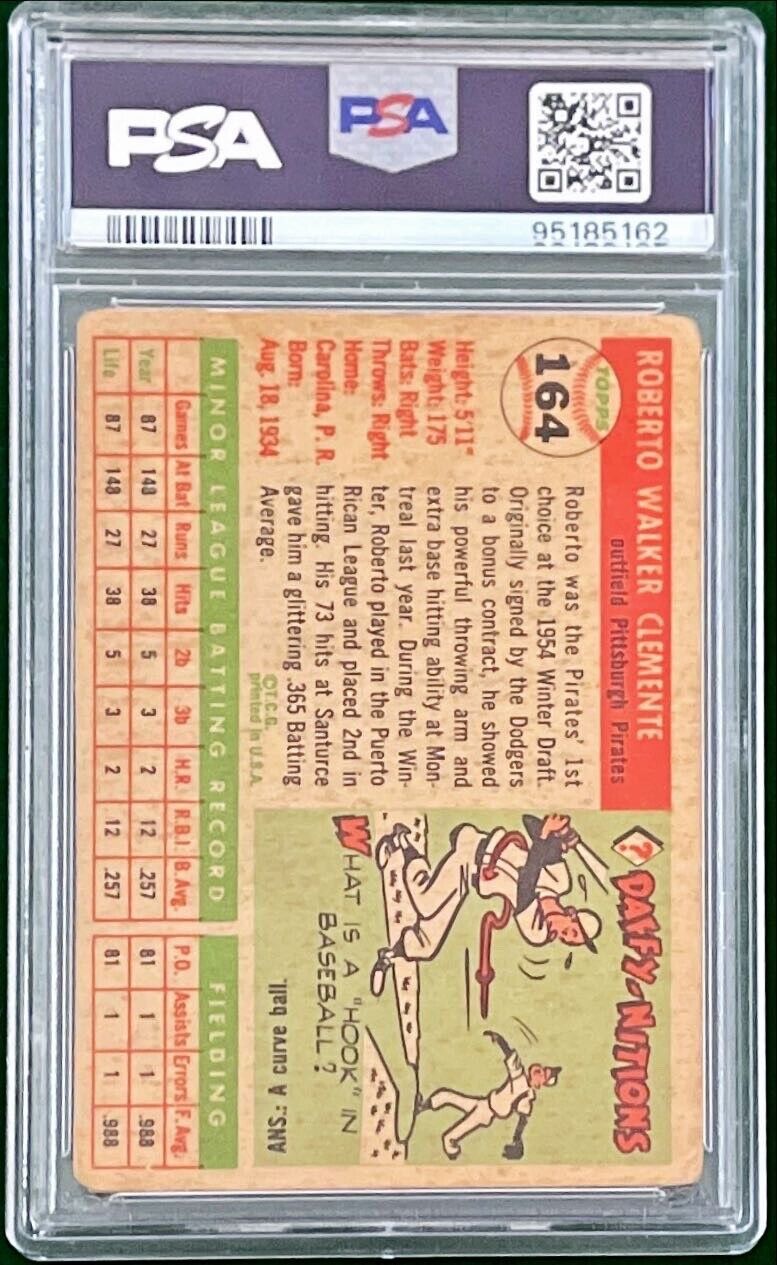 PSA
PSA
95185162
ROBERTO WALKER CLEMENTE
outfield Pittsburgh Pirates
TOPPS
164
Height: 5'11"
Weight: 175
Bats: Right
Throws: Right
Home:
Carolina, P. R.
Born:
Aug. 18, 1934
Roberto was the Pirates' 1st
choice at the 1954 Winter Draft.
Originally signed by the Dodgers
to a bonus contract, he showed
his powerful throwing arm and
extra base hitting ability at Mon-
treal last year. During the Win-
ter, Roberto played in the Puerto
Rican League and placed 2nd in
hitting. His 73 hits at Santurce
gave him a glittering .365 Batting
Average.
©T.C.G.
printed in U.S.A.
? DAFFY-NITIONS
WHAT IS A "HOOK" IN
BASEBALL?
ANS.: A curve ball.
MINOR LEAGUE BATTING RECORD FIELDING
Games At Bat Runs Hits 2b 3b H.R. R.B.I. B. Avg. P.O. Assists Errors F. Avg.
Year 87 148 27 38 5 3 2 12 .257 81 1 1 .988
Life 87 148 27 38 5 3 2 12 .257 81 1 1 .988